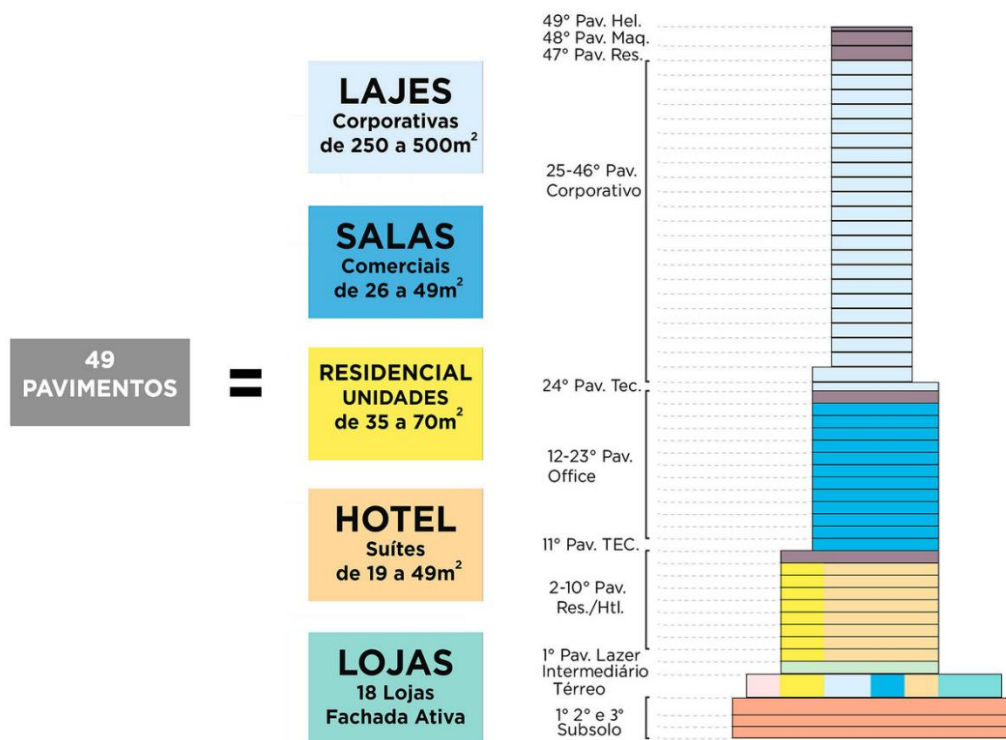 49
PAVIMENTOS
=
LAJES
Corporativas
de 250 a 500m²
SALAS
Comerciais
de 26 a 49m²
RESIDENCIAL
UNIDADES
de 35 a 70m²
HOTEL
Suítes
de 19 a 49m²
LOJAS
18 Lojas
Fachada Ativa
49° Pav. Hel.
48° Pav. Maq.
47° Pav. Res.
25-46° Pav.
Corporativo
24° Pav. Tec.
12-23° Pav.
Office
11° Pav. TEC.
2-10° Pav.
Res./Htl.
1° Pav. Lazer
Intermediário
Térreo
1° 2° e 3°
Subsolo